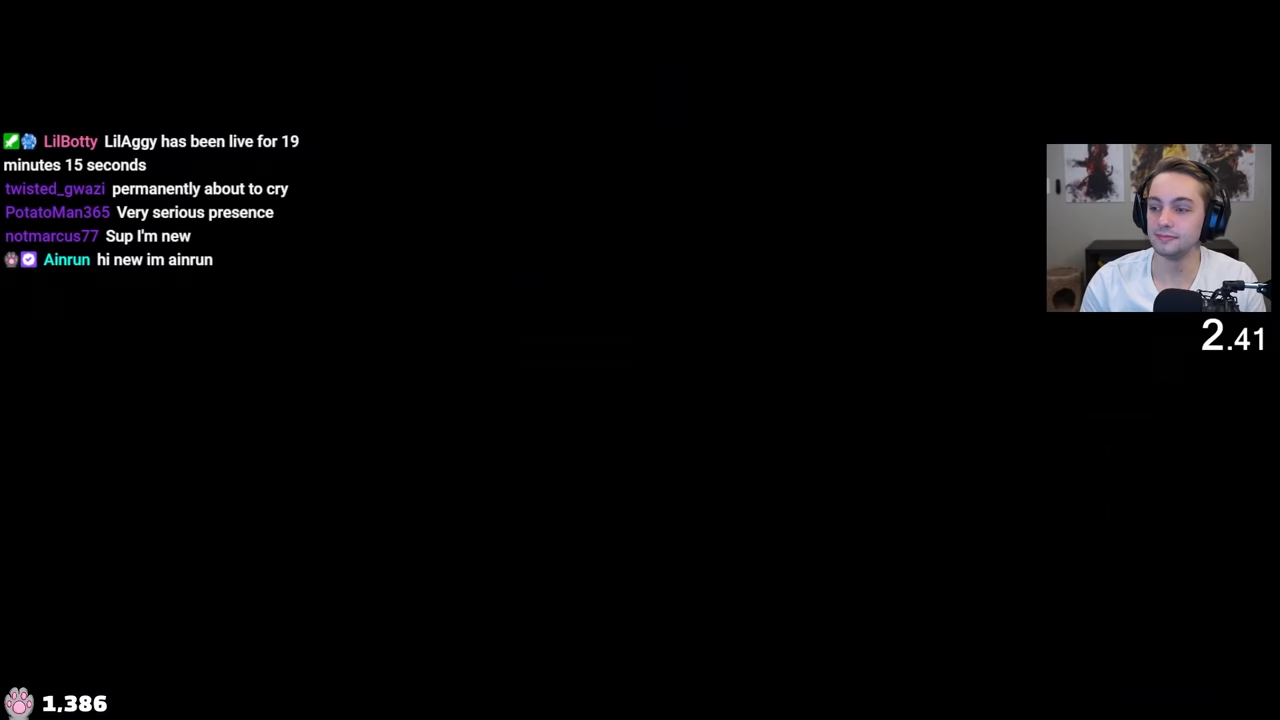 LilBotty LilAggy has been live for 19
minutes 15 seconds
twisted_gwazi permanently about to cry
PotatoMan365 Very serious presence
notmarcus77 Sup I'm new
Ainrun hi new im ainrun
2.41
1,386